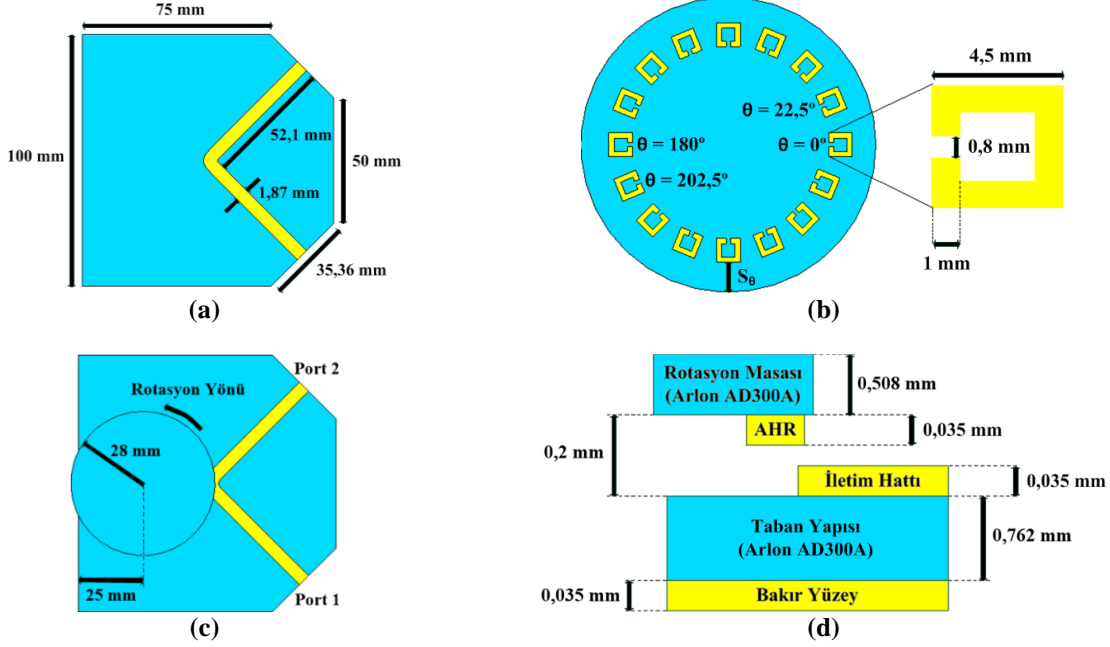 75 mm
100 mm
52,1 mm
50 mm
1,87 mm
35,36 mm
(a)
4,5 mm
θ = 22,5º
θ = 180º
θ = 0º
0,8 mm
θ = 202,5º
1 mm
Sθ
(b)
Port 2
Rotasyon Yönü
28 mm
25 mm
Port 1
(c)
Rotasyon Masası
(Arlon AD300A)
0,508 mm
AHR
0,035 mm
0,2 mm
İletim Hattı
0,035 mm
Taban Yapısı
(Arlon AD300A)
0,762 mm
0,035 mm
Bakır Yüzey
(d)